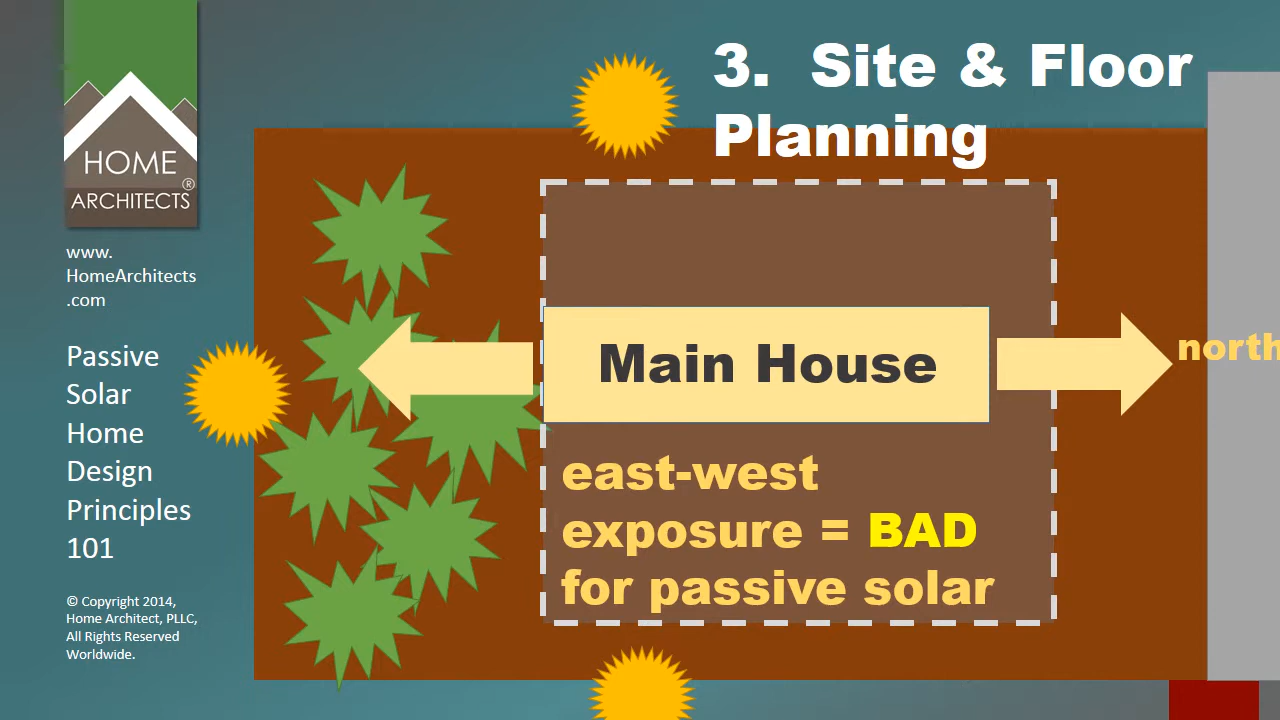 3. Site & Floor
Planning
HOME
®
ARCHITECTS
www.
HomeArchitects
.com
Passive
Solar
Home
Design
Principles
101
© Copyright 2014,
Home Architect, PLLC,
All Rights Reserved
Worldwide.
Main House
north
east-west
exposure = BAD
for passive solar